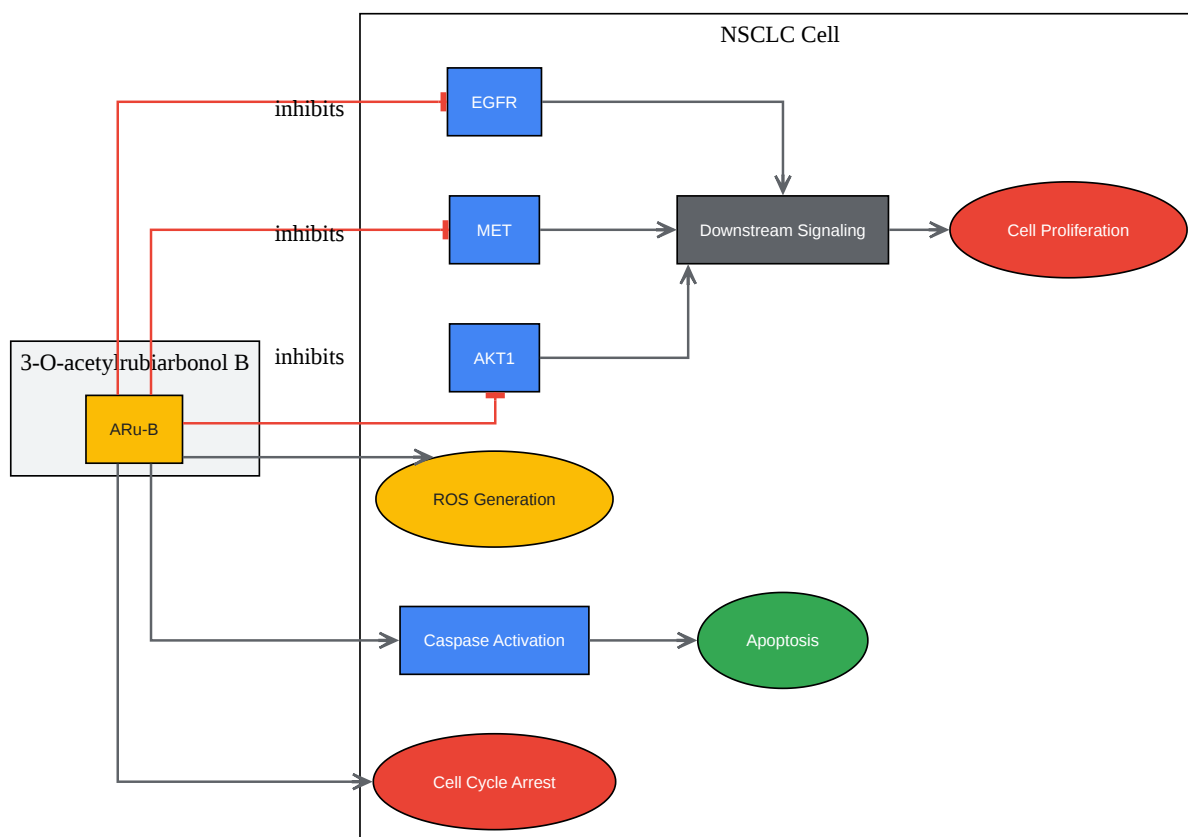 NSCLC Cell
EGFR
inhibits
MET
Downstream Signaling
Cell Proliferation
inhibits
AKT1
inhibits
3-O-acetylrubiarbonol B
ARu-B
ROS Generation
Caspase Activation
Apoptosis
Cell Cycle Arrest